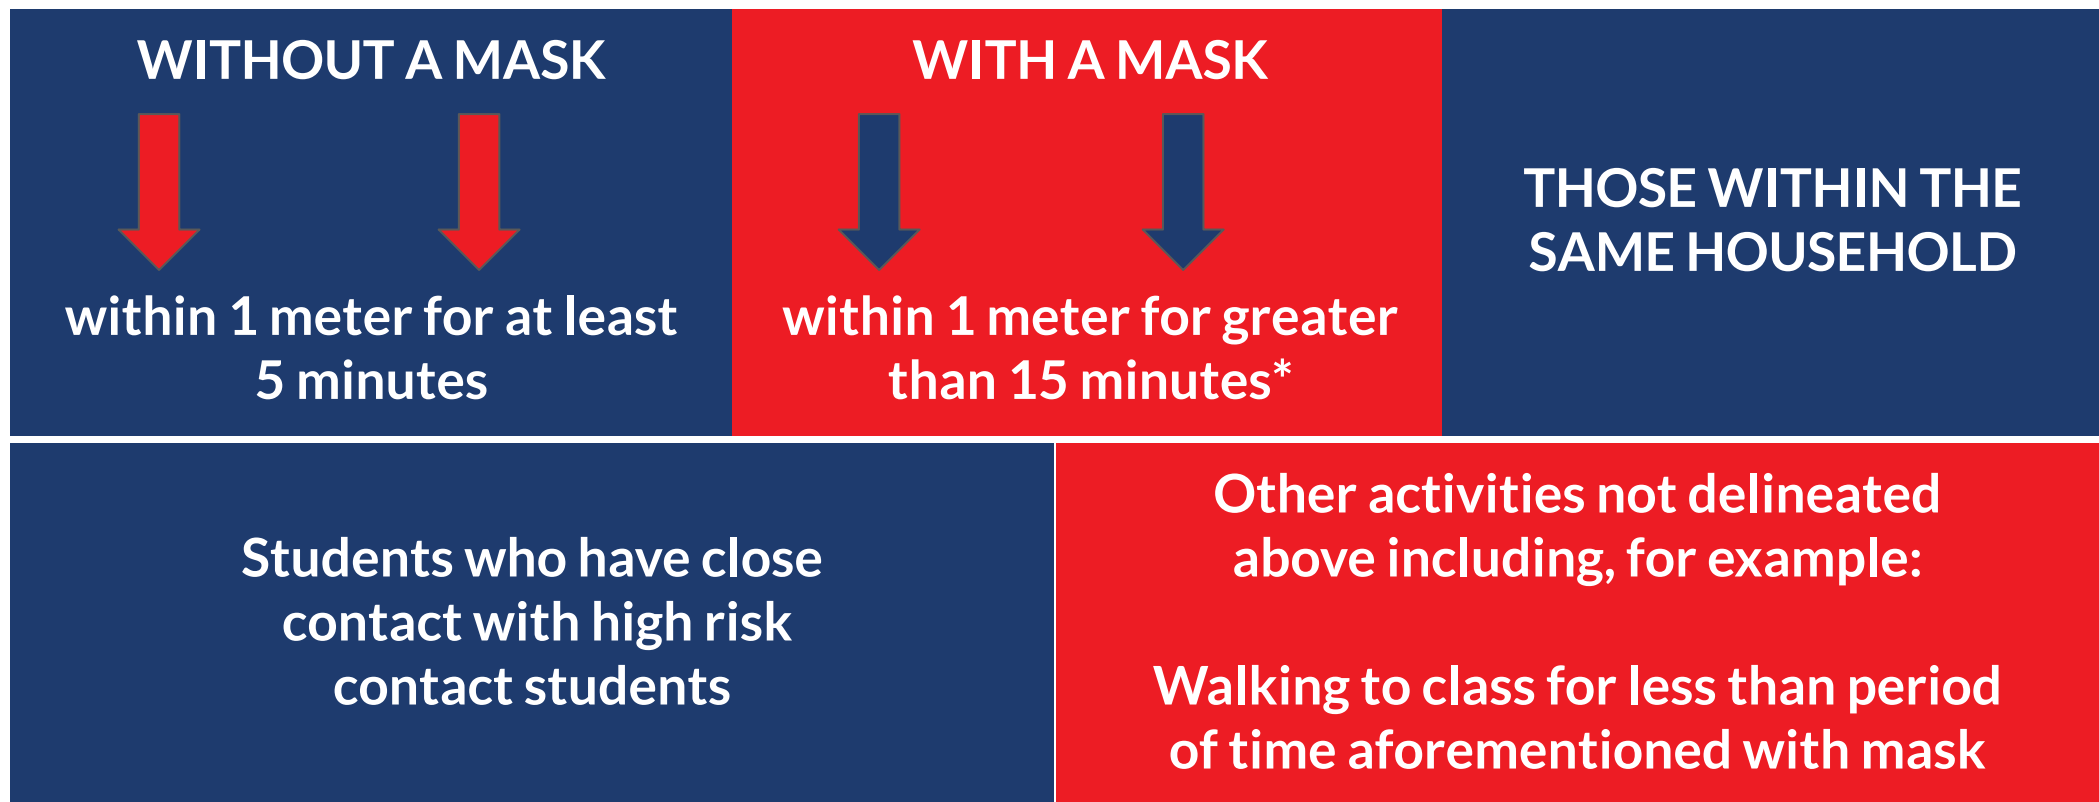 WITHOUT A MASK
within 1 meter for at least
5 minutes
WITH A MASK
within 1 meter for greater
than 15 minutes*
THOSE WITHIN THE
SAME HOUSEHOLD
Students who have close
contact with high risk
contact students
Other activities not delineated
above including, for example:
Walking to class for less than period
of time aforementioned with mask